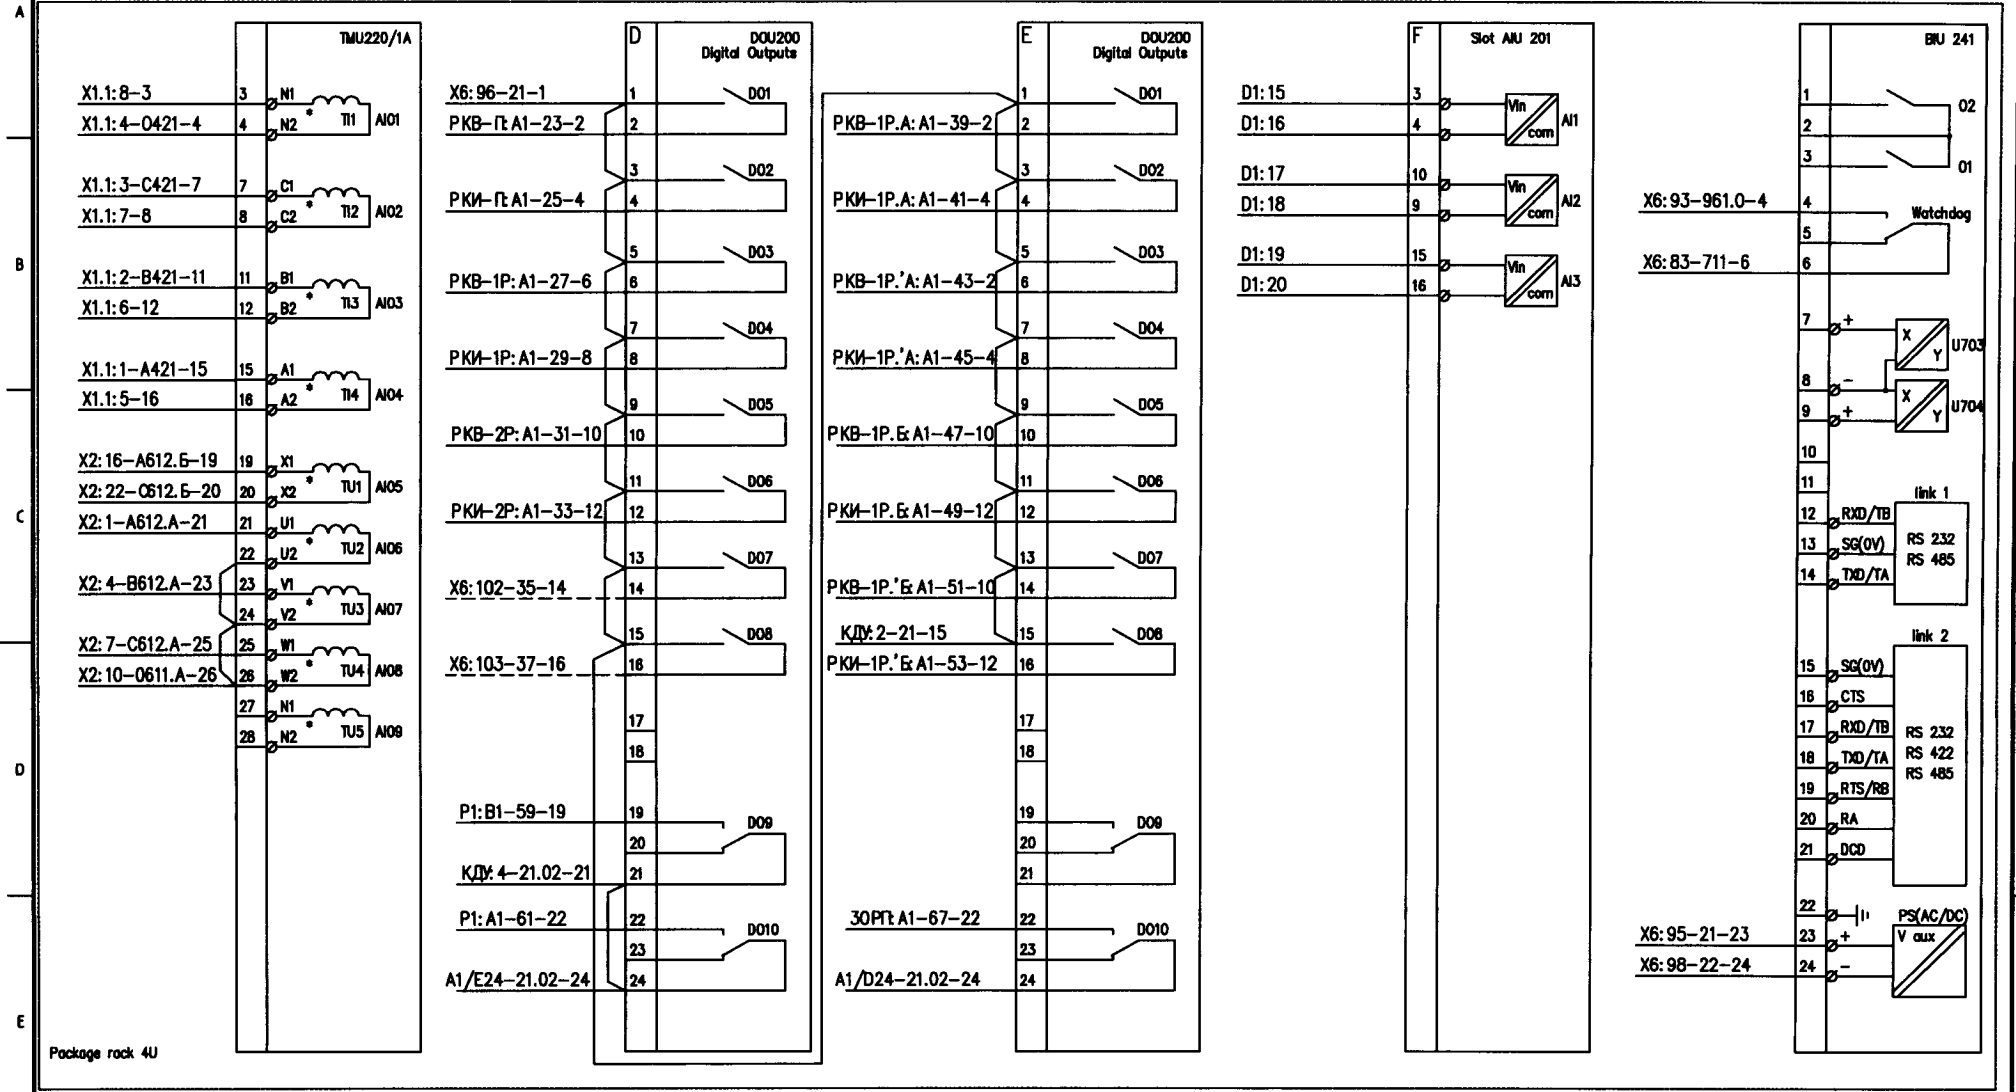 A
B
C
D
E
TMU220/1A
X1.1:8-3 3 N1
TI1 AI01
X1.1:4-0421-4 4 N2
X1.1:3-C421-7 7 C1
TI2 AI02
X1.1:7-8 8 C2
X1.1:2-B421-11 11 B1
TI3 AI03
X1.1:6-12 12 B2
X1.1:1-A421-15 15 A1
TI4 AI04
X1.1:5-16 16 A2
X2:16-A612.Б-19 19 X1
TU1 AI05
X2:22-C612.Б-20 20 X2
X2:1-A612.A-21 21 U1
TU2 AI06
22 U2
X2:4-B612.A-23 23 V1
TU3 AI07
24 V2
X2:7-C612.A-25 25 W1
TU4 AI08
X2:10-0611.A-26 26 W2
27 N1
TU5 AI09
28 N2
Package rack 4U
D DOU200
Digital Outputs
X6:96-21-1 1 DO1
РКВ-П:A1-23-2 2
3 DO2
РКИ-П:A1-25-4 4
5 DO3
РКВ-1Р:A1-27-6 6
7 DO4
РКИ-1Р:A1-29-8 8
9 DO5
РКВ-2Р:A1-31-10 10
11 DO6
РКИ-2Р:A1-33-12 12
13 DO7
X6:102-35-14 14
15 DO8
X6:103-37-16 16
17
18
P1:B1-59-19 19 DO9
20
КДУ:4-21.02-21 21
P1:A1-61-22 22 DO10
23
A1/E24-21.02-24 24
E DOU200
Digital Outputs
1 DO1
РКВ-1Р.А:A1-39-2 2
3 DO2
РКИ-1Р.А:A1-41-4 4
5 DO3
РКВ-1Р.'А:A1-43-2 6
7 DO4
РКИ-1Р.'А:A1-45-4 8
9 DO5
РКВ-1Р.Б:A1-47-10 10
11 DO6
РКИ-1Р.Б:A1-49-12 12
13 DO7
РКВ-1Р.'Б:A1-51-10 14
КДУ:2-21-15 15 DO8
РКИ-1Р.'Б:A1-53-12 16
17
18
19 DO9
20
21
ЗОРП:A1-67-22 22 DO10
23
A1/D24-21.02-24 24
F Slot AIU 201
D1:15 3 Vin
AI1
D1:16 4 com
D1:17 10 Vin
AI2
D1:18 9 com
D1:19 15 Vin
AI3
D1:20 16 com
BIU 241
1 O2
2
3 O1
X6:93-961.0-4 4 Watchdog
5
X6:83-711-6 6
7 + X Y U703
8 -
9 + X Y U704
10
11
link 1
12 RXD/TB
13 SG(0V)
14 TXD/TA
RS 232
RS 485
link 2
15 SG(0V)
16 CTS
17 RXD/TB
18 TXD/TA
19 RTS/RB
20 RA
21 DCD
RS 232
RS 422
RS 485
22 PS(AC/DC)
X6:95-21-23 23 + V aux
X6:98-22-24 24 -